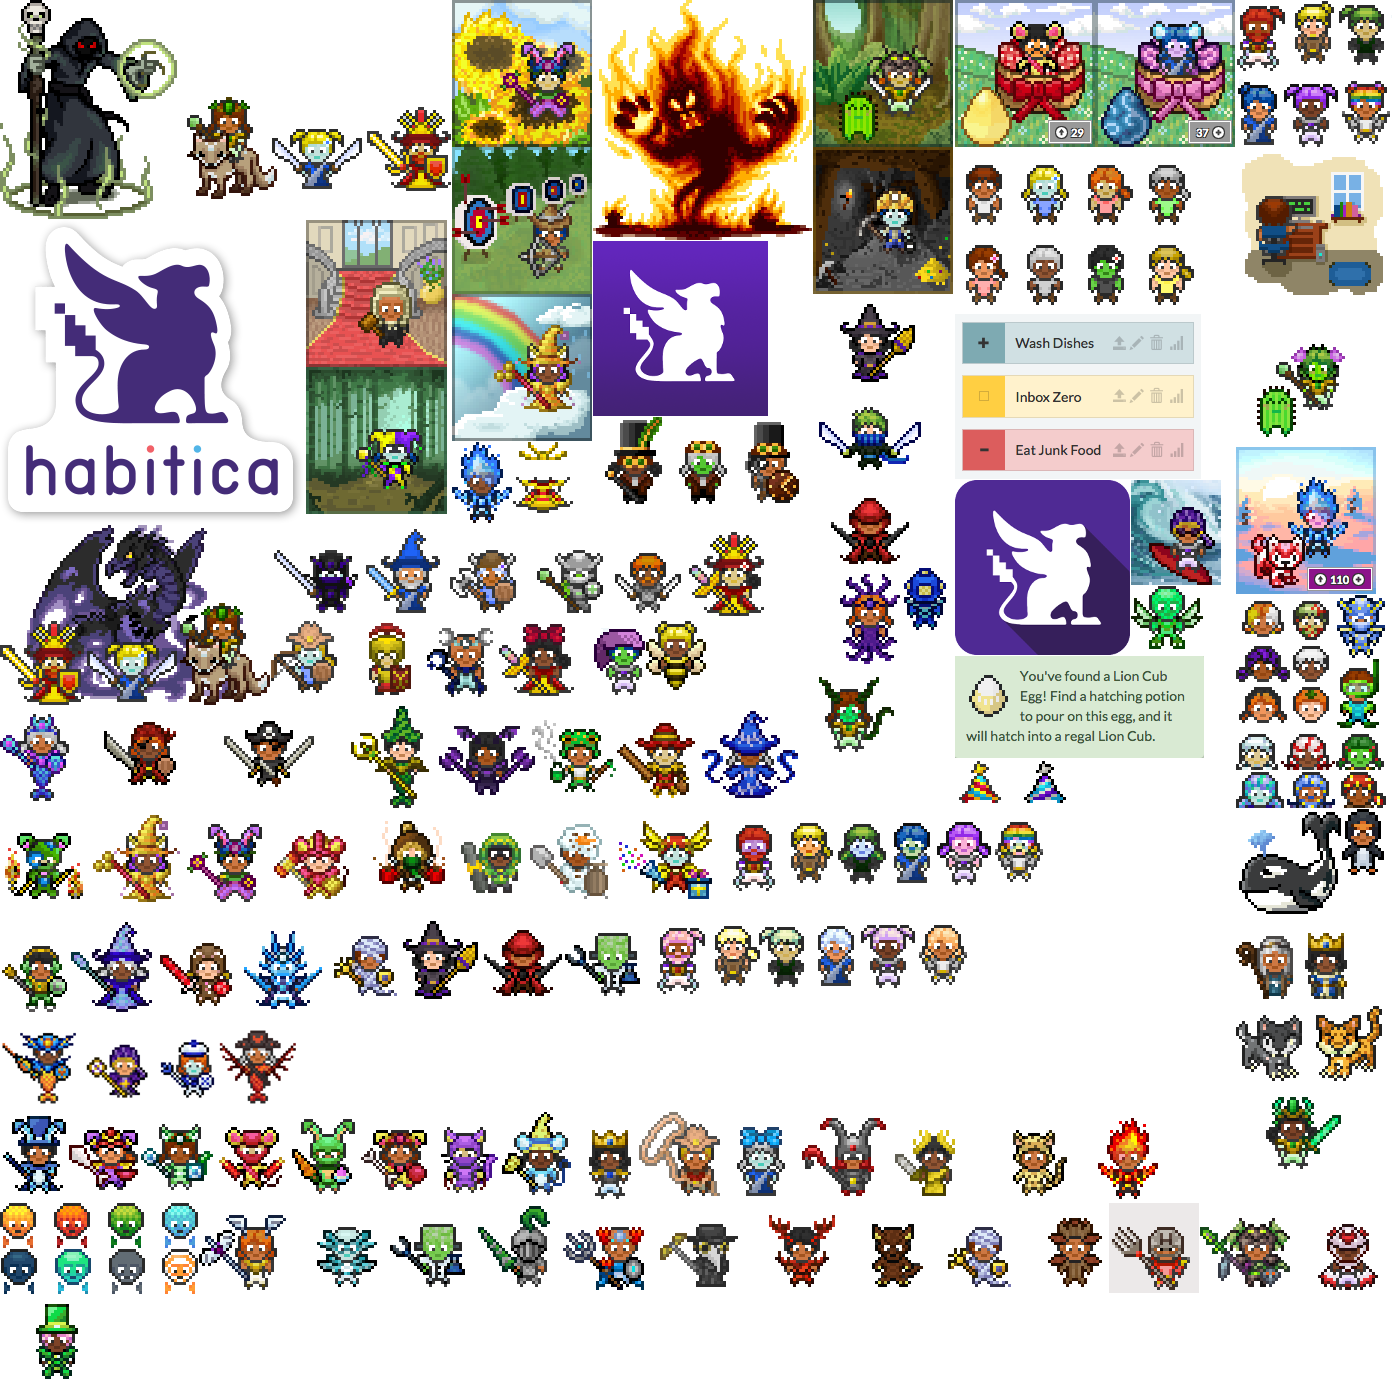 29
37
habitica
Wash Dishes
Inbox Zero
Eat Junk Food
110
You've found a Lion Cub
Egg! Find a hatching potion
to pour on this egg, and it
will hatch into a regal Lion Cub.